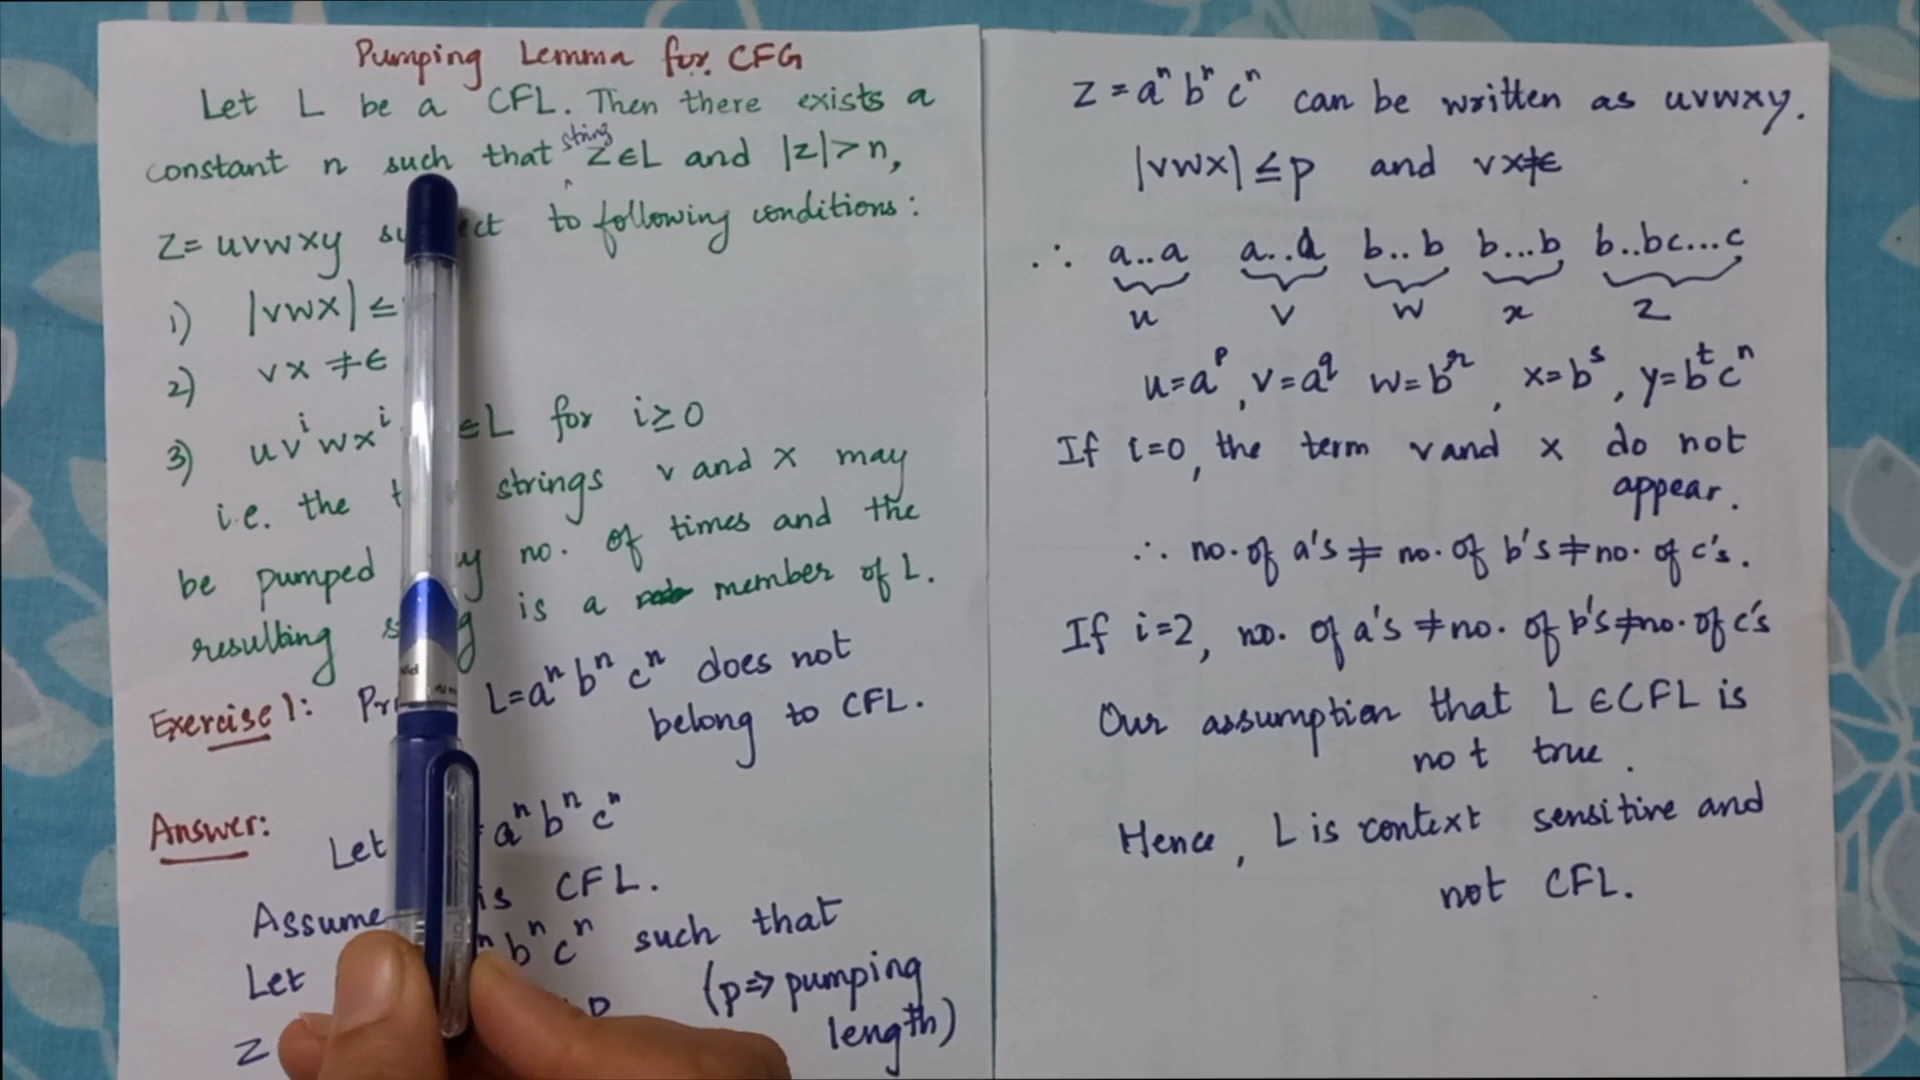 Pumping Lemma for CFG
Let L be a CFL. Then there exists a
constant n such that string z∈L and |z|>n,
z=uvwxy to following conditions:
1) |vwx| ≤
2) vx ≠ ∈
3) uvⁱwxⁱ ∈L for i≥0
i.e. the strings v and x may
be pumped no. of times and the
resulting is a member of L.
Exercise 1: L=aⁿbⁿcⁿ does not
belong to CFL.
Answer:
Let aⁿbⁿcⁿ
Assume is CFL.
Let bⁿcⁿ such that
z (p⇒pumping
length)
z=aⁿbⁿcⁿ can be written as uvwxy.
|vwx| ≤ p and vx≠∈
∴ a..a a..a b..b b...b b..bc...c
u v w x z
u=aᵖ, v=a^q w=bʳ, x=bˢ, y=bᵗcⁿ
If i=0, the term v and x do not
appear.
∴ no. of a's ≠ no. of b's ≠ no. of c's.
If i=2, no. of a's ≠ no. of b's ≠ no. of c's
Our assumption that L ∈CFL is
not true.
Hence, L is context sensitive and
not CFL.